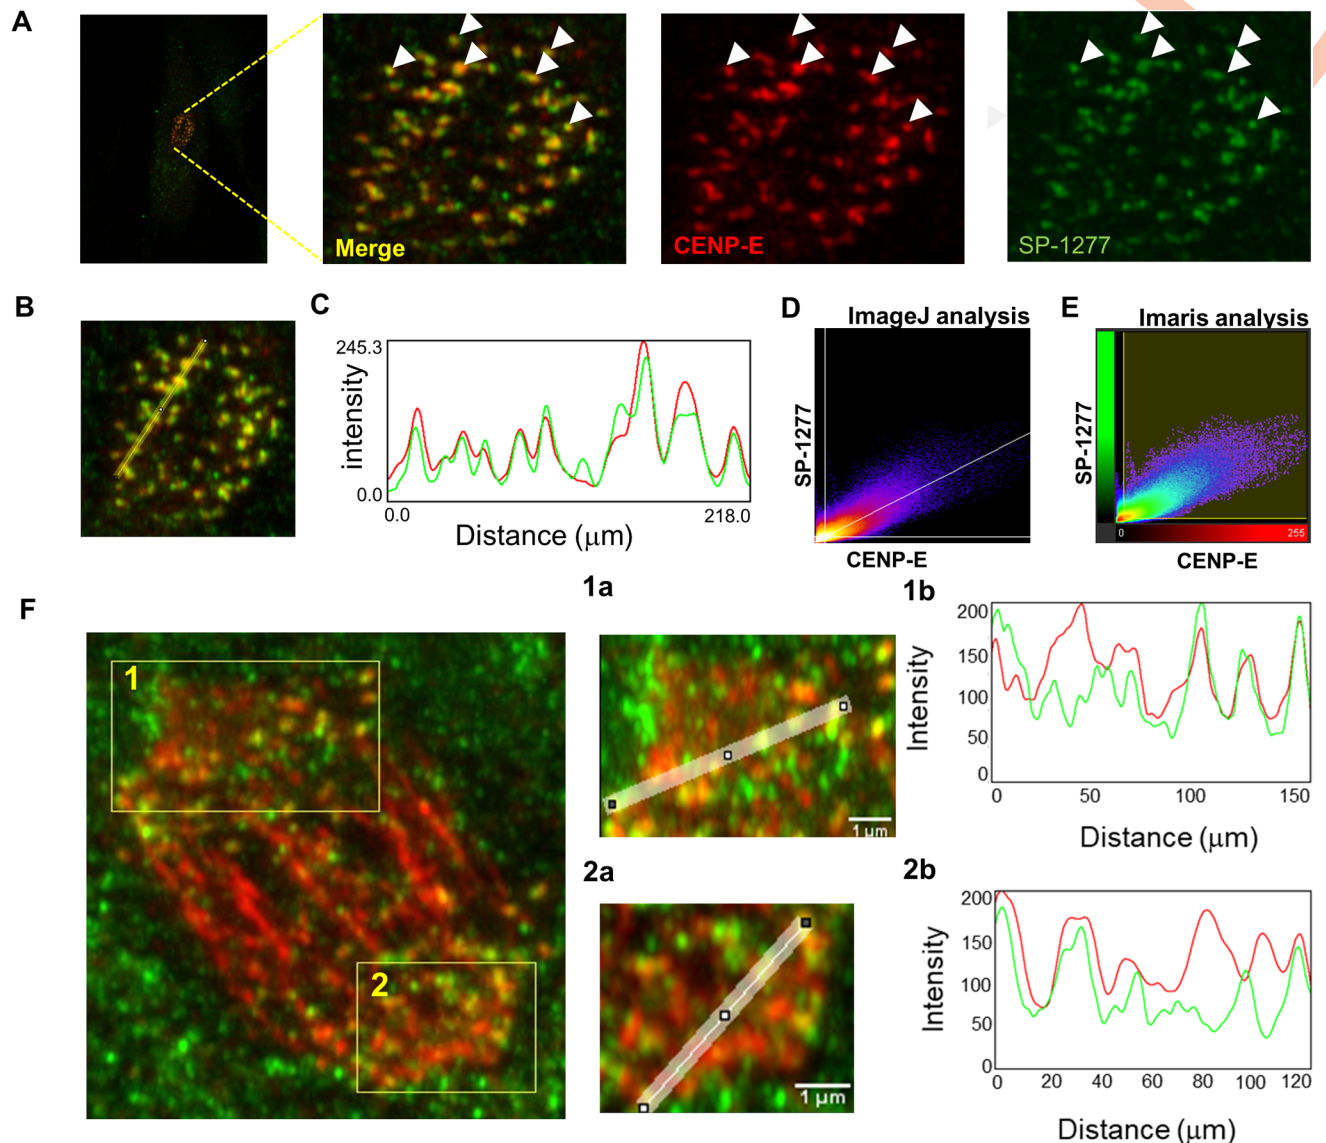 A
Merge
CENP-E
SP-1277
B
C
245.3
intensity
0.0
0.0
218.0
Distance (μm)
D
ImageJ analysis
SP-1277
CENP-E
E
Imaris analysis
SP-1277
0
255
CENP-E
F
1
2
1a
1 μm
1b
200
150
100
50
0
Intensity
0
50
100
150
Distance (μm)
2a
1 μm
2b
200
150
100
50
0
Intensity
0
20
40
60
80
100
120
Distance (μm)